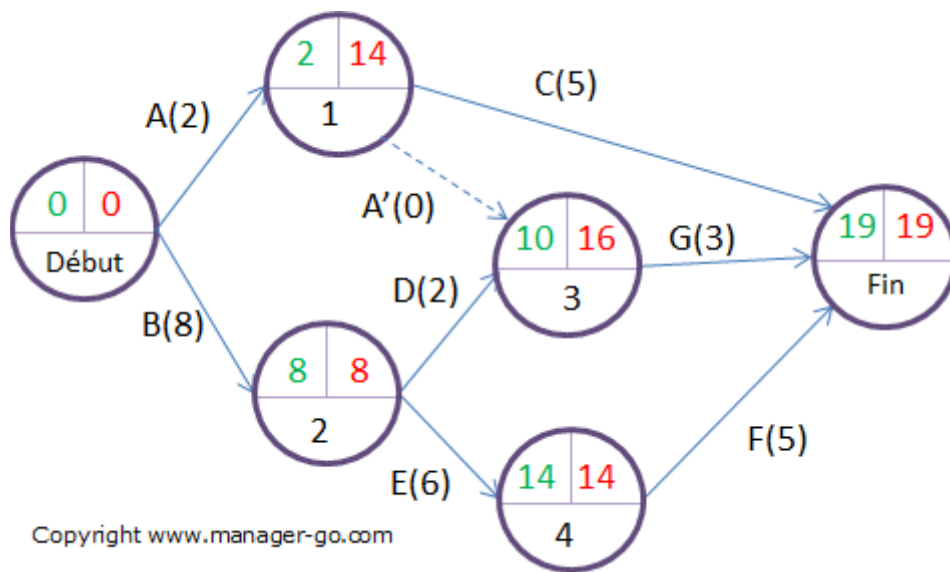 2 14
1
C(5)
A(2)
A’(0)
0 0
Début
10 16
3
G(3)
19 19
Fin
D(2)
B(8)
8 8
2
E(6)
14 14
4
F(5)
Copyright www.manager-go.com